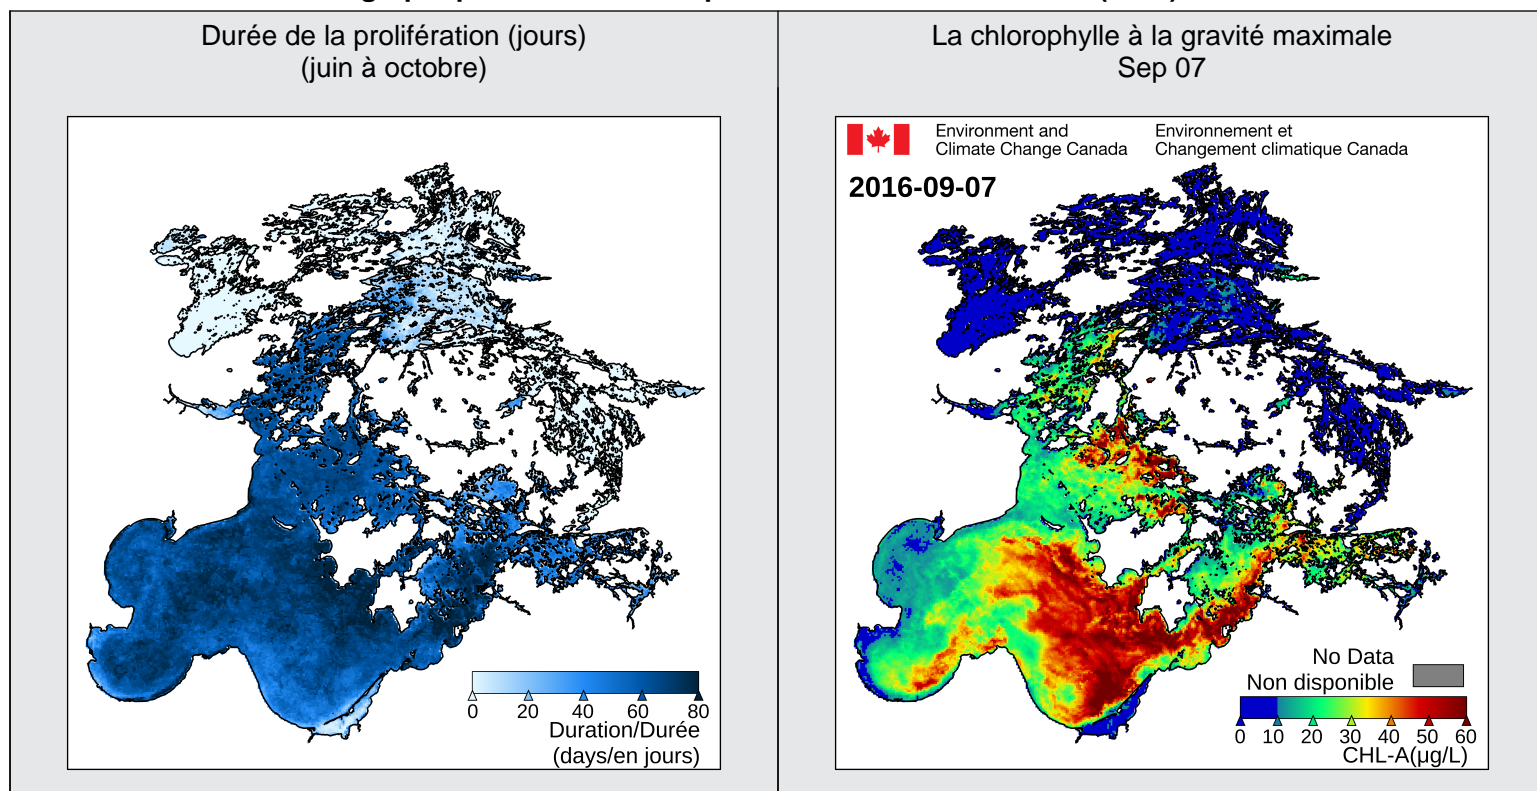 Durée de la prolifération (jours)
(juin à octobre)
La chlorophylle à la gravité maximale
Sep 07
Environment and
Climate Change Canada
Environnement et
Changement climatique Canada
2016-09-07
0 20 40 60 80
Duration/Durée
(days/en jours)
No Data
Non disponible
0 10 20 30 40 50 60
CHL-A(µg/L)